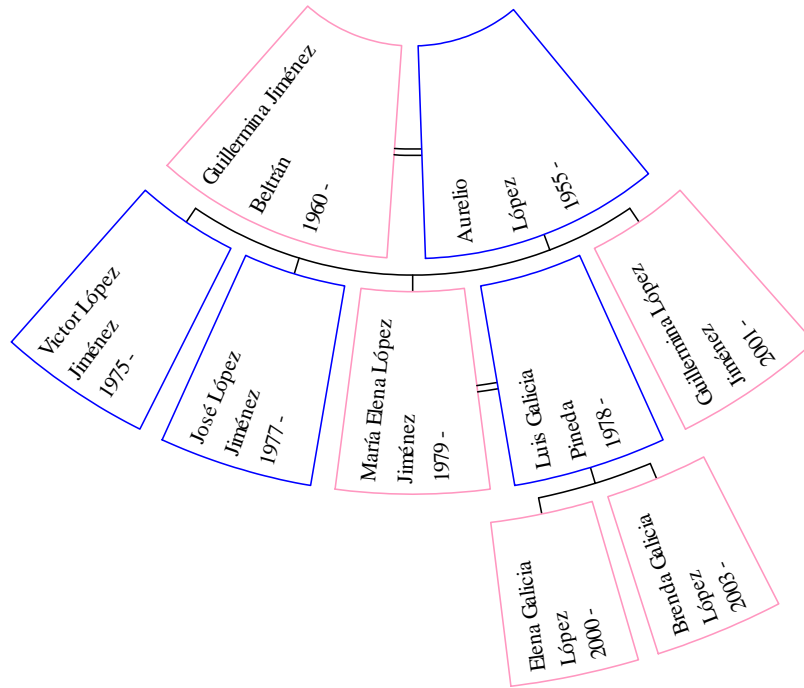 Guillermina Jiménez
Beltrán
1960 -
Aurelio
López
1955 -
Victor López
Jiménez
1975 -
José López
Jiménez
1977 -
María Elena López
Jiménez
1979 -
Luis Galicia
Pineda
1978 -
Guillermina López
Jiménez
2001 -
Elena Galicia
López
2000 -
Brenda Galicia
López
2003 -